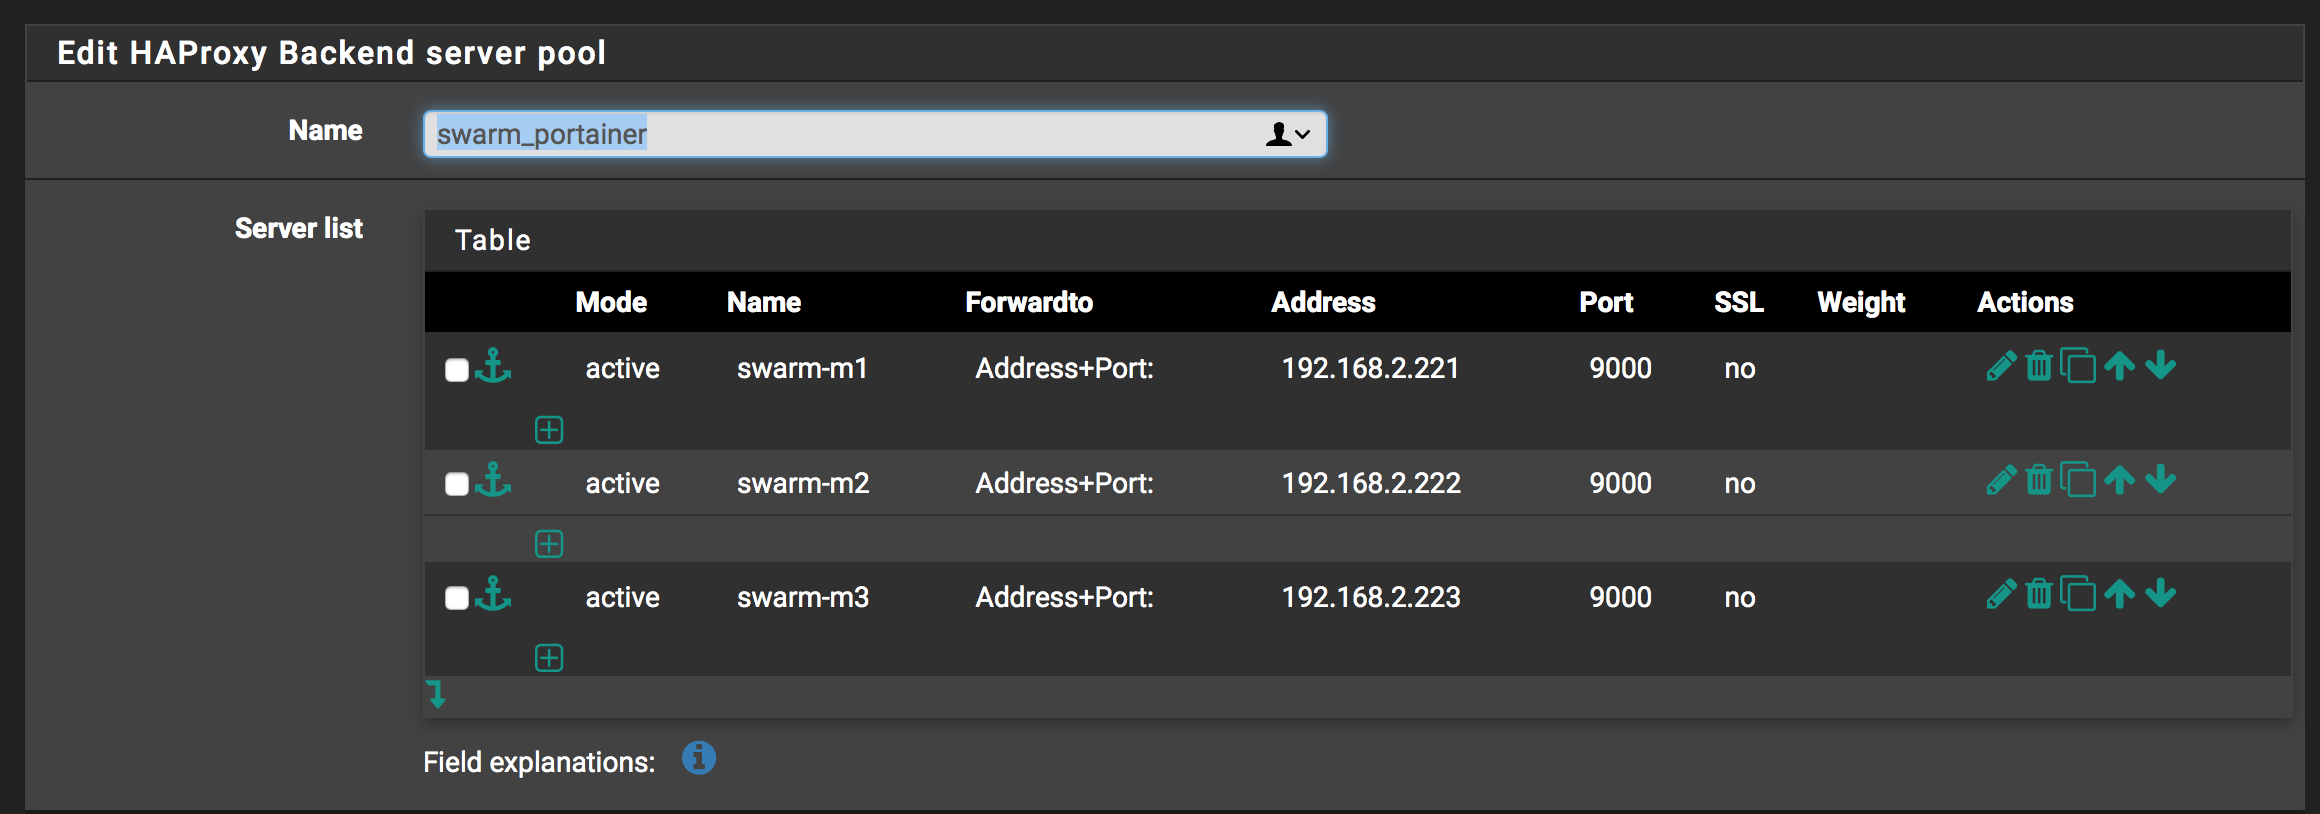 Edit HAProxy Backend server pool
Name swarm_portainer
Server list
Table
Mode Name Forwardto Address Port SSL Weight Actions
active swarm-m1 Address+Port: 192.168.2.221 9000 no
active swarm-m2 Address+Port: 192.168.2.222 9000 no
active swarm-m3 Address+Port: 192.168.2.223 9000 no
Field explanations: